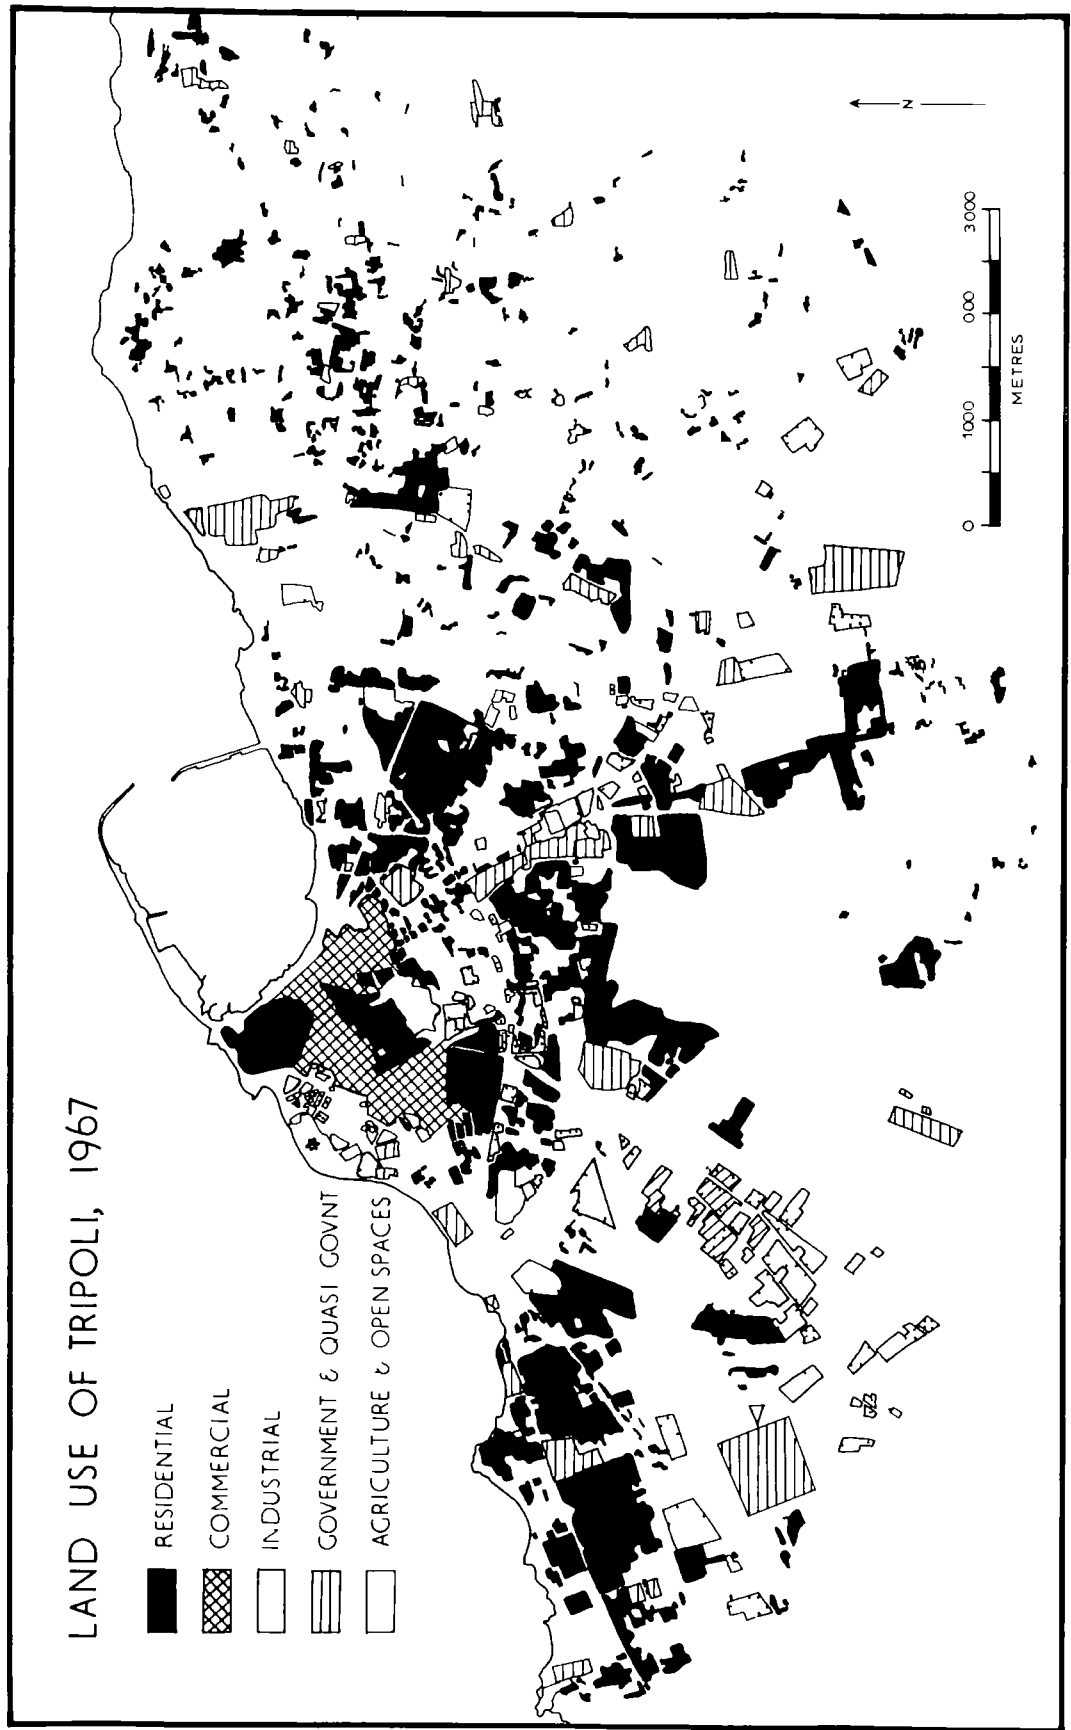 LAND USE OF TRIPOLI, 1967
RESIDENTIAL
COMMERCIAL
INDUSTRIAL
GOVERNMENT & QUASI GOVNT
AGRICULTURE & OPEN SPACES
N
0 1000 000 3000
METRES